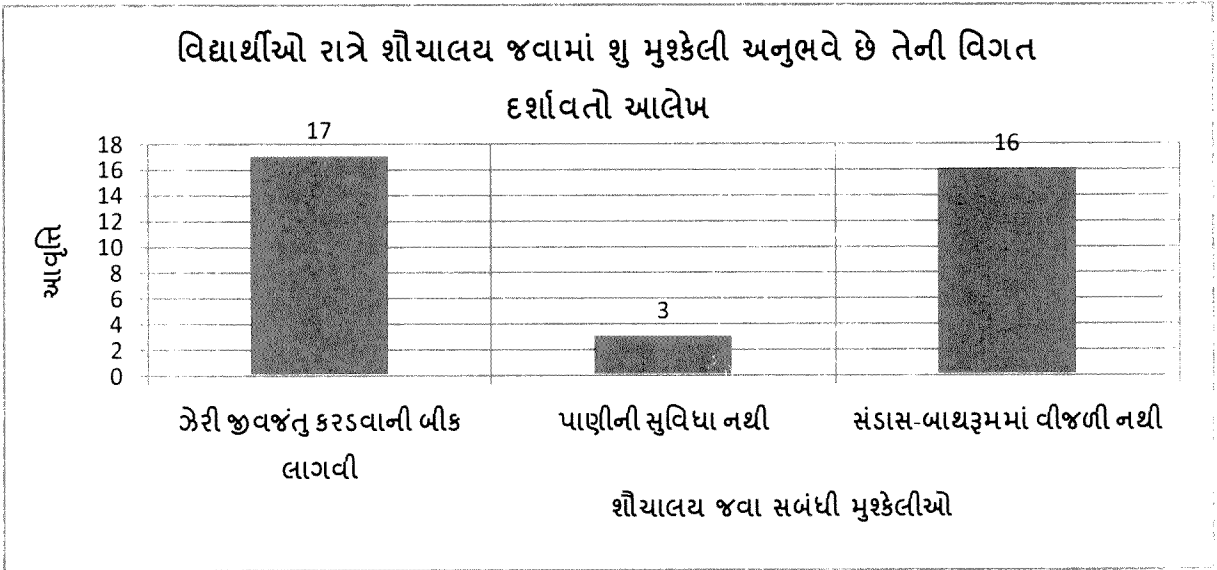 વિદ્યાર્થીઓ રાત્રે શૌચાલય જવામાં શુ મુશ્કેલી અનુભવે છે તેની વિગત
દર્શાવતો આલેખ
17
3
16
18
16
14
12
10
8
6
4
2
0
આવૃત્તિ
ઝેરી જીવજંતુ કરડવાની બીક
લાગવી
પાણીની સુવિધા નથી
સંડાસ-બાથરૂમમાં વીજળી નથી
શૌચાલય જવા સબંધી મુશ્કેલીઓ